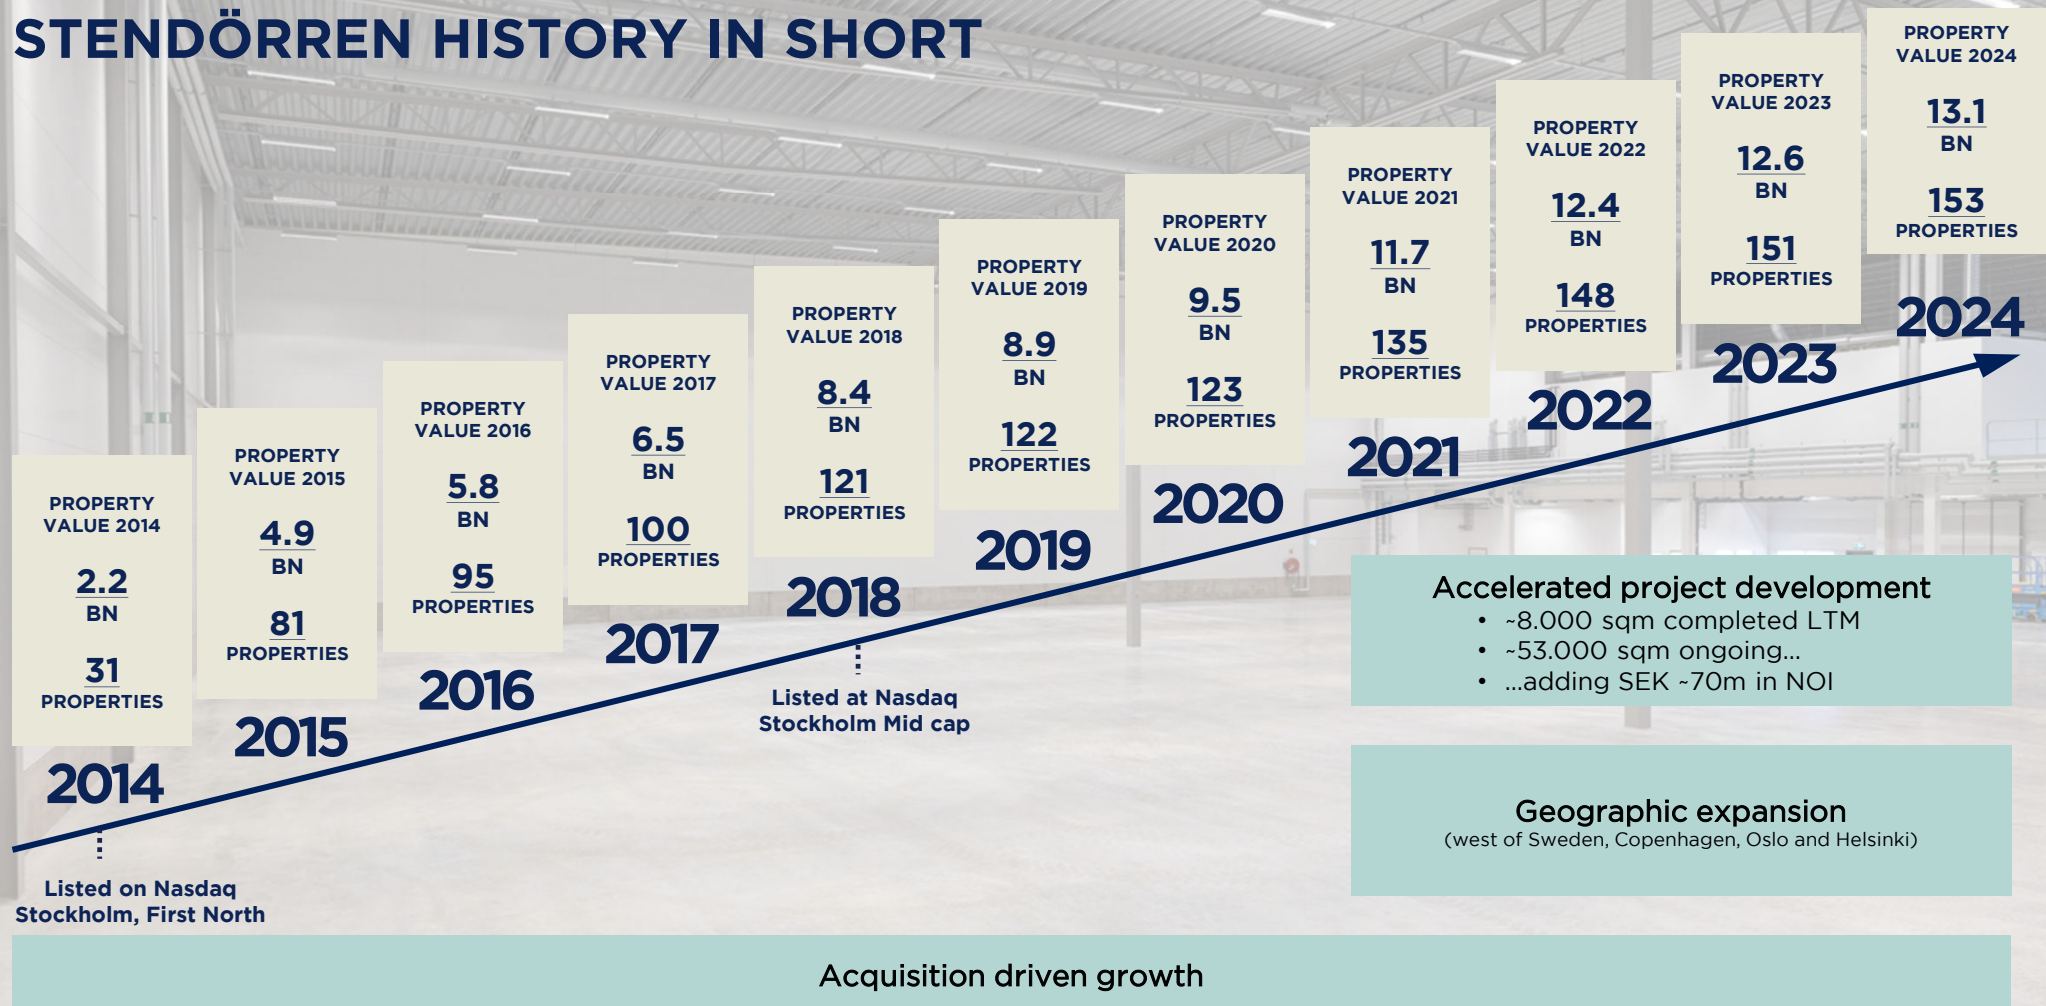 STENDÖRREN HISTORY IN SHORT
PROPERTY
VALUE 2014
2.2
BN
31
PROPERTIES
2014
Listed on Nasdaq
Stockholm, First North
PROPERTY
VALUE 2015
4.9
BN
81
PROPERTIES
2015
PROPERTY
VALUE 2016
5.8
BN
95
PROPERTIES
2016
PROPERTY
VALUE 2017
6.5
BN
100
PROPERTIES
2017
PROPERTY
VALUE 2018
8.4
BN
121
PROPERTIES
2018
Listed at Nasdaq
Stockholm Mid cap
PROPERTY
VALUE 2019
8.9
BN
122
PROPERTIES
2019
PROPERTY
VALUE 2020
9.5
BN
123
PROPERTIES
2020
PROPERTY
VALUE 2021
11.7
BN
135
PROPERTIES
2021
PROPERTY
VALUE 2022
12.4
BN
148
PROPERTIES
2022
PROPERTY
VALUE 2023
12.6
BN
151
PROPERTIES
2023
PROPERTY
VALUE 2024
13.1
BN
153
PROPERTIES
2024
Accelerated project development
• ~8.000 sqm completed LTM
• ~53.000 sqm ongoing...
• ...adding SEK ~70m in NOI
Geographic expansion
(west of Sweden, Copenhagen, Oslo and Helsinki)
Acquisition driven growth